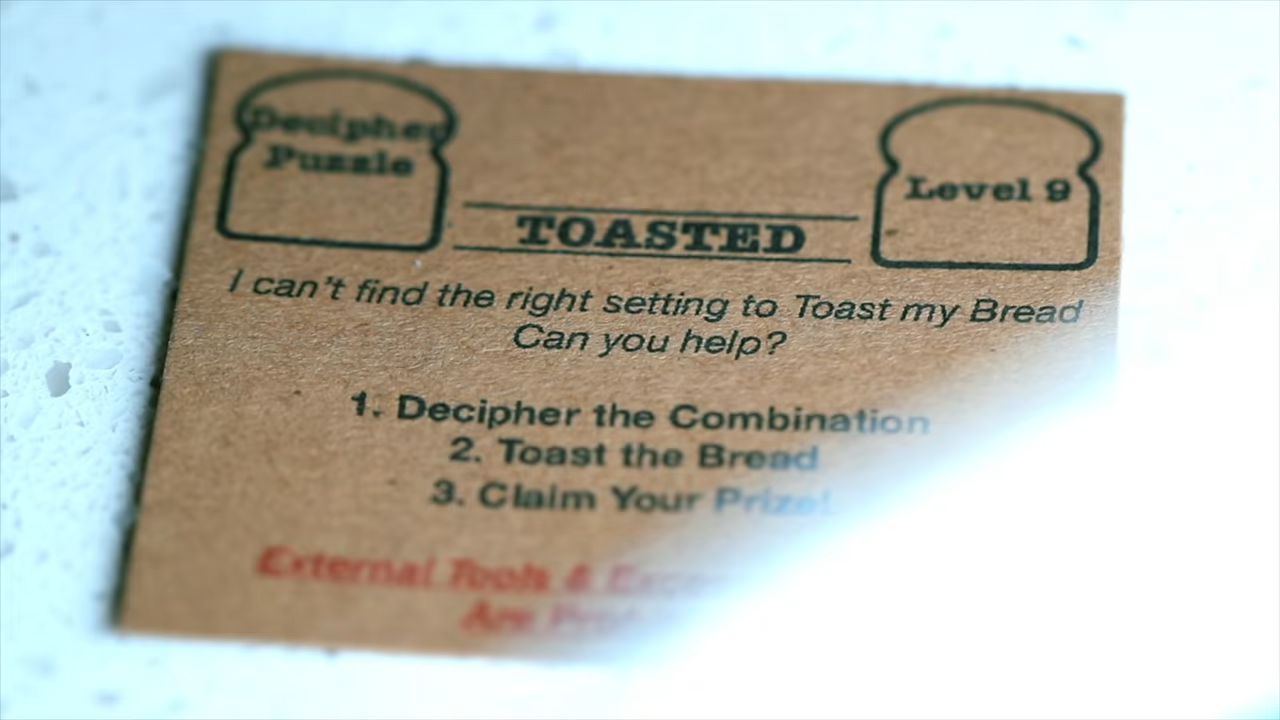 Decipher
Puzzle
Level 9
TOASTED
I can't find the right setting to Toast my Bread
Can you help?
1. Decipher the Combination
2. Toast the Bread
3. Claim Your Prize!
External Tools &
Are